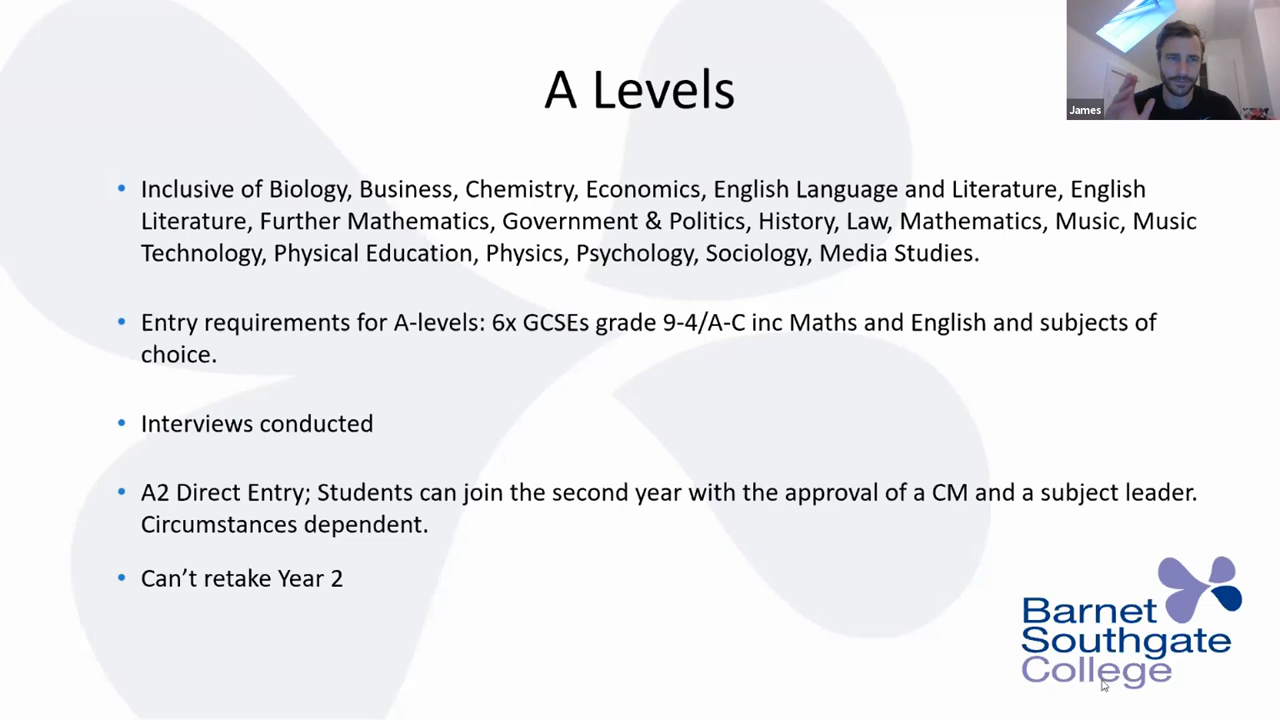 A Levels
James
• Inclusive of Biology, Business, Chemistry, Economics, English Language and Literature, English
Literature, Further Mathematics, Government & Politics, History, Law, Mathematics, Music, Music
Technology, Physical Education, Physics, Psychology, Sociology, Media Studies.
• Entry requirements for A-levels: 6x GCSEs grade 9-4/A-C inc Maths and English and subjects of
choice.
• Interviews conducted
• A2 Direct Entry; Students can join the second year with the approval of a CM and a subject leader.
Circumstances dependent.
• Can’t retake Year 2
Barnet
Southgate
College